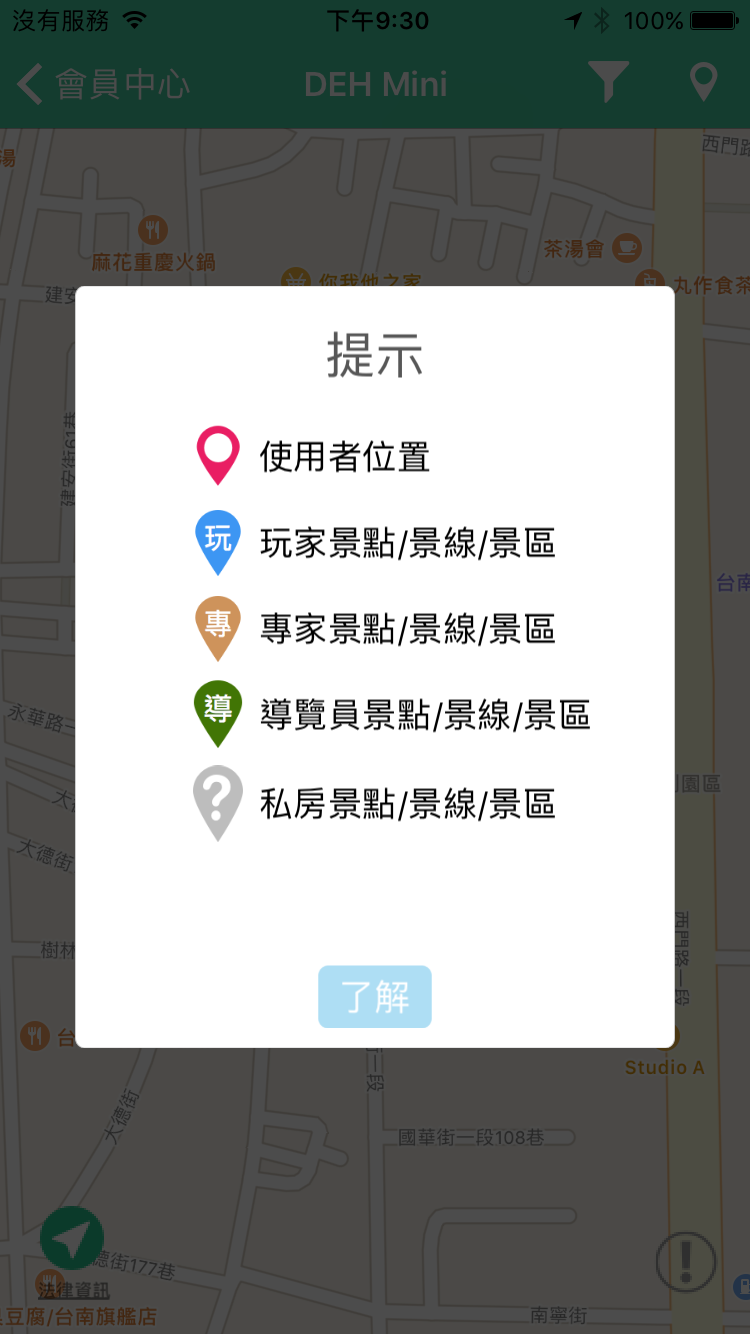 沒有服務 下午9:30 100%
會員中心 DEH Mini
西門路
湯
麻花重慶火鍋
茶湯會
你我他之家
丸作食茶
建安
提示
建安街61巷
使用者位置
玩 玩家景點/景線/景區
台南
專 專家景點/景線/景區
導 導覽員景點/景線/景區
永華路一
? 私房景點/景線/景區
園區
大德街
樹林
西門路一段
了解
台
Studio A
一段
大德街
國華街一段108巷
德街177巷
法律資訊
豆腐/台南旗艦店
南寧街